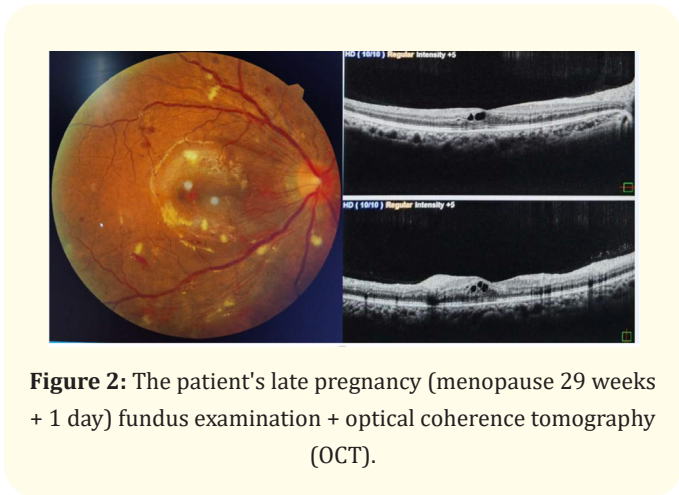 HD ( 10/10 ) Regular Intensity +5
HD ( 10/10 ) Regular Intensity +5
Figure 2: The patient's late pregnancy (menopause 29 weeks
+ 1 day) fundus examination + optical coherence tomography
(OCT).